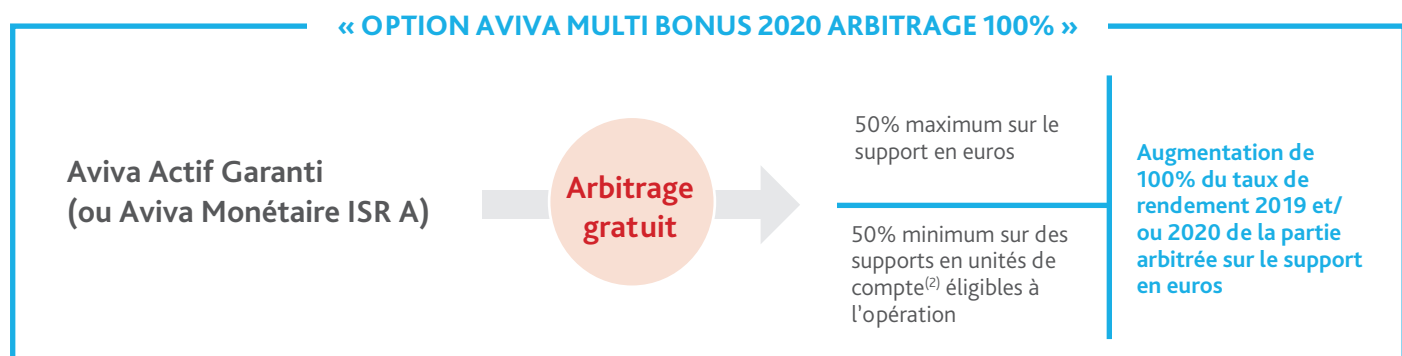 « OPTION AVIVA MULTI BONUS 2020 ARBITRAGE 100% »
Aviva Actif Garanti
(ou Aviva Monétaire ISR A)
Arbitrage
gratuit
50% maximum sur le
support en euros
50% minimum sur des
supports en unités de
compte(2) éligibles à
l’opération
Augmentation de
100% du taux de
rendement 2019 et/
ou 2020 de la partie
arbitrée sur le support
en euros